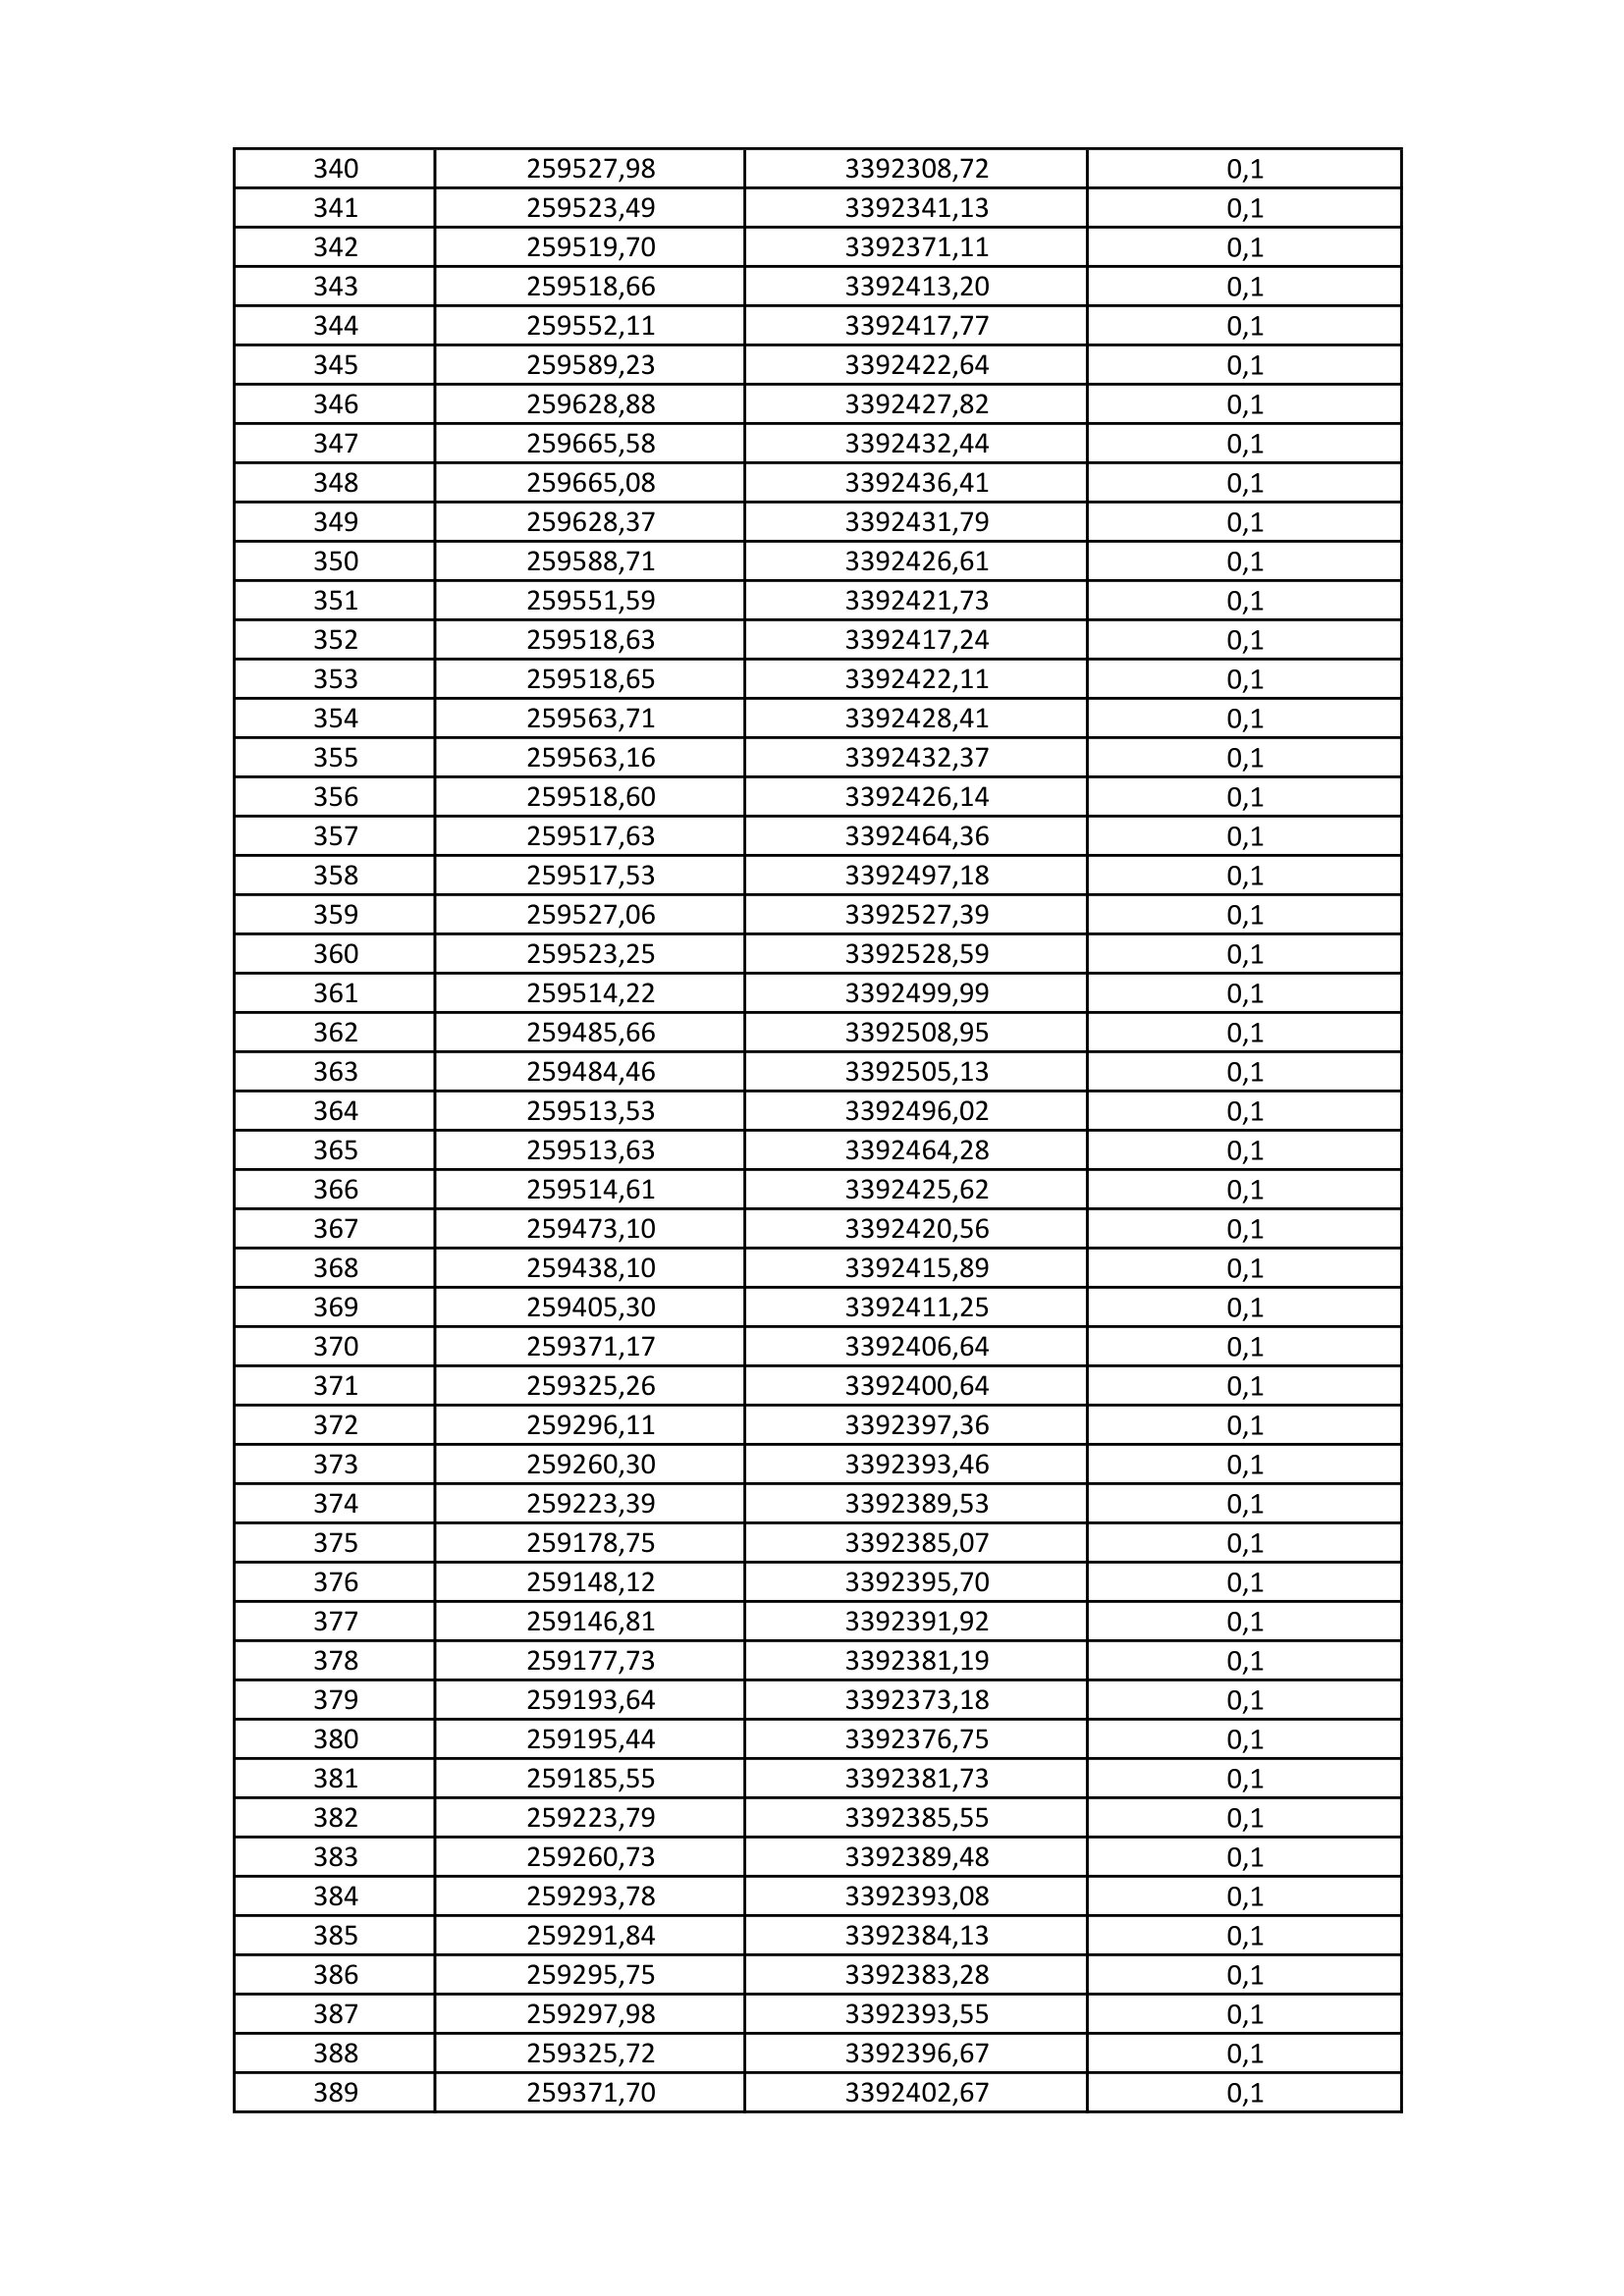 340 259527,98 3392308,72 0,1
341 259523,49 3392341,13 0,1
342 259519,70 3392371,11 0,1
343 259518,66 3392413,20 0,1
344 259552,11 3392417,77 0,1
345 259589,23 3392422,64 0,1
346 259628,88 3392427,82 0,1
347 259665,58 3392432,44 0,1
348 259665,08 3392436,41 0,1
349 259628,37 3392431,79 0,1
350 259588,71 3392426,61 0,1
351 259551,59 3392421,73 0,1
352 259518,63 3392417,24 0,1
353 259518,65 3392422,11 0,1
354 259563,71 3392428,41 0,1
355 259563,16 3392432,37 0,1
356 259518,60 3392426,14 0,1
357 259517,63 3392464,36 0,1
358 259517,53 3392497,18 0,1
359 259527,06 3392527,39 0,1
360 259523,25 3392528,59 0,1
361 259514,22 3392499,99 0,1
362 259485,66 3392508,95 0,1
363 259484,46 3392505,13 0,1
364 259513,53 3392496,02 0,1
365 259513,63 3392464,28 0,1
366 259514,61 3392425,62 0,1
367 259473,10 3392420,56 0,1
368 259438,10 3392415,89 0,1
369 259405,30 3392411,25 0,1
370 259371,17 3392406,64 0,1
371 259325,26 3392400,64 0,1
372 259296,11 3392397,36 0,1
373 259260,30 3392393,46 0,1
374 259223,39 3392389,53 0,1
375 259178,75 3392385,07 0,1
376 259148,12 3392395,70 0,1
377 259146,81 3392391,92 0,1
378 259177,73 3392381,19 0,1
379 259193,64 3392373,18 0,1
380 259195,44 3392376,75 0,1
381 259185,55 3392381,73 0,1
382 259223,79 3392385,55 0,1
383 259260,73 3392389,48 0,1
384 259293,78 3392393,08 0,1
385 259291,84 3392384,13 0,1
386 259295,75 3392383,28 0,1
387 259297,98 3392393,55 0,1
388 259325,72 3392396,67 0,1
389 259371,70 3392402,67 0,1